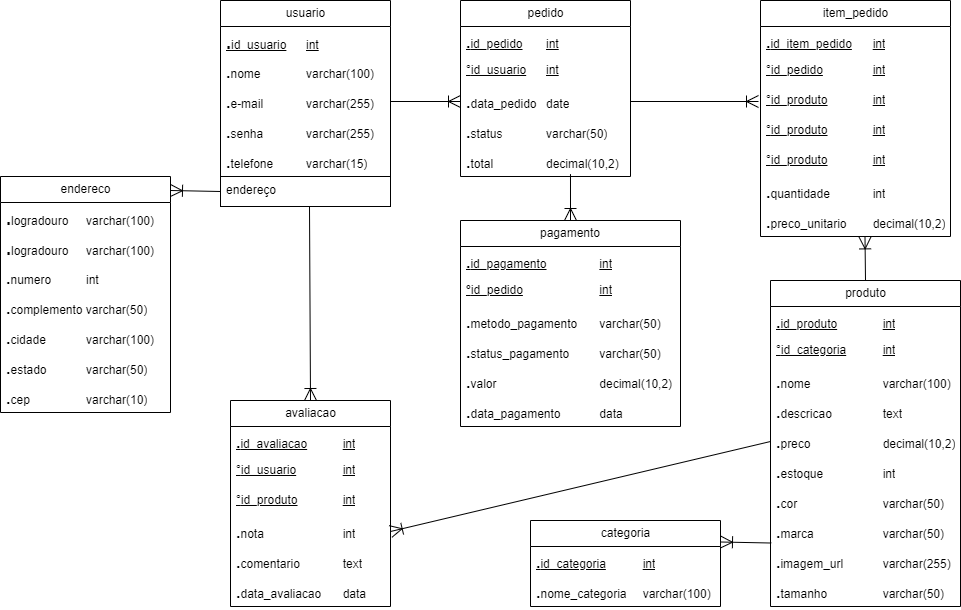 usuario
.id_usuario int
.nome varchar(100)
.e-mail varchar(255)
.senha varchar(255)
.telefone varchar(15)
endereço
pedido
.id_pedido int
°id_usuario int
.data_pedido date
.status varchar(50)
.total decimal(10,2)
item_pedido
.id_item_pedido int
°id_pedido int
°id_produto int
°id_produto int
°id_produto int
.quantidade int
.preco_unitario decimal(10,2)
endereco
.logradouro varchar(100)
.logradouro varchar(100)
.numero int
.complemento varchar(50)
.cidade varchar(100)
.estado varchar(50)
.cep varchar(10)
pagamento
.id_pagamento int
°id_pedido int
.metodo_pagamento varchar(50)
.status_pagamento varchar(50)
.valor decimal(10,2)
.data_pagamento data
produto
.id_produto int
°id_categoria int
.nome varchar(100)
.descricao text
.preco decimal(10,2)
.estoque int
.cor varchar(50)
.marca varchar(50)
.imagem_url varchar(255)
.tamanho varchar(50)
avaliacao
.id_avaliacao int
°id_usuario int
°id_produto int
.nota int
.comentario text
.data_avaliacao data
categoria
.id_categoria int
.nome_categoria varchar(100)